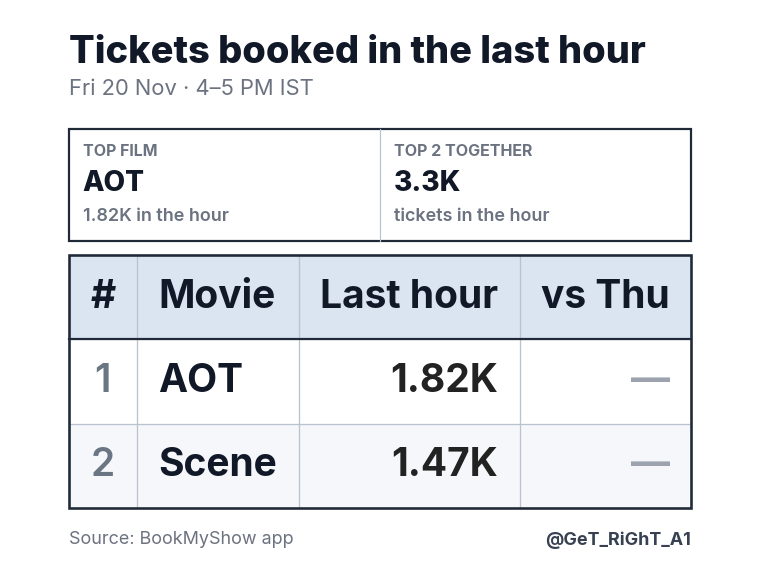 Tickets booked in the last hour
Fri 20 Nov · 4–5 PM IST
TOP FILM
AOT
1.82K in the hour
TOP 2 TOGETHER
3.3K
tickets in the hour
# Movie Last hour vs Thu
1 AOT 1.82K —
2 Scene 1.47K —
Source: BookMyShow app
@GeT_RiGhT_A1